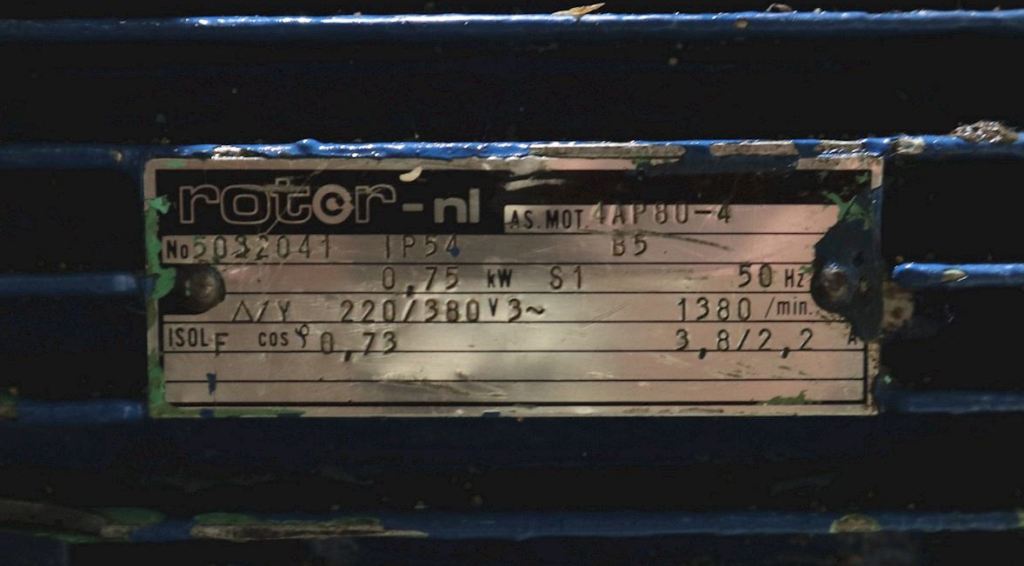 rotor-nl
AS. MOT. 4AP80-4
No 5032041 IP54 B5
0,75 kW S1 50 Hz
Δ/Y 220/380 V 3~ 1380 /min.
ISOL F cos φ 0,73 3,8/2,2 A